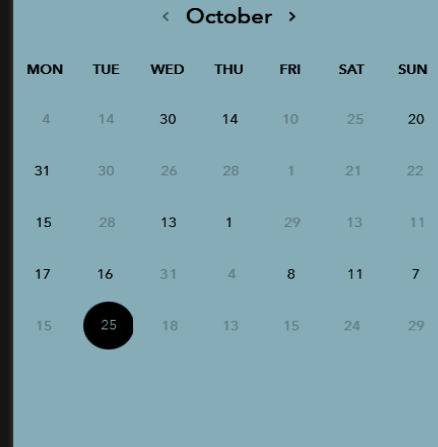 ‹ October ›
MON TUE WED THU FRI SAT SUN
4 14 30 14 10 25 20
31 30 26 28 1 21 22
15 28 13 1 29 13 11
17 16 31 4 8 11 7
15 25 18 13 15 24 29